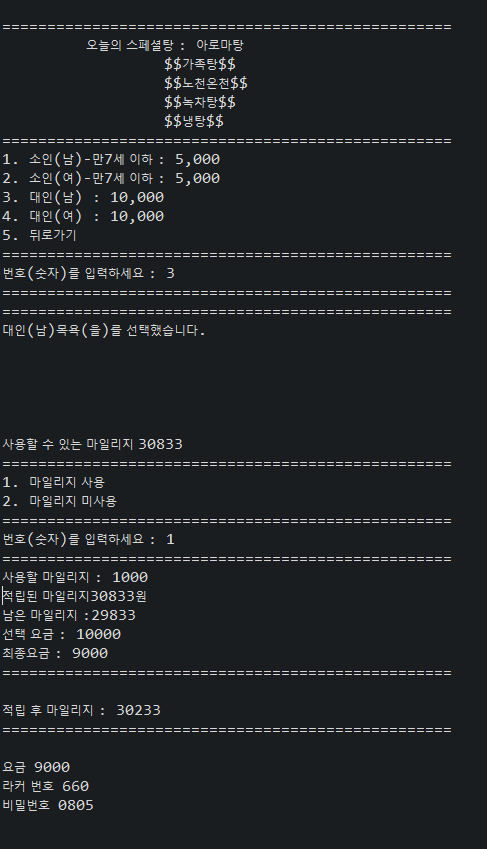 ==================================================
오늘의 스페셜탕 : 아로마탕
$$가족탕$$
$$노천온천$$
$$녹차탕$$
$$냉탕$$
==================================================
1. 소인(남)-만7세 이하 : 5,000
2. 소인(여)-만7세 이하 : 5,000
3. 대인(남) : 10,000
4. 대인(여) : 10,000
5. 뒤로가기
==================================================
번호(숫자)를 입력하세요 : 3
==================================================
==================================================
대인(남)목욕(을)를 선택했습니다.
사용할 수 있는 마일리지 30833
==================================================
1. 마일리지 사용
2. 마일리지 미사용
==================================================
번호(숫자)를 입력하세요 : 1
==================================================
사용할 마일리지 : 1000
적립된 마일리지30833원
남은 마일리지 :29833
선택 요금 : 10000
최종요금 : 9000
==================================================
적립 후 마일리지 : 30233
==================================================
요금 9000
라커 번호 660
비밀번호 0805